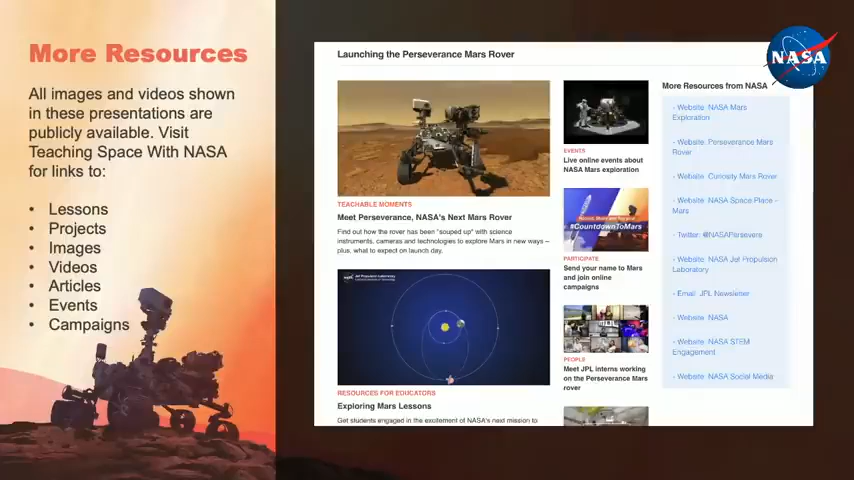 More Resources
All images and videos shown
in these presentations are
publicly available. Visit
Teaching Space With NASA
for links to:
• Lessons
• Projects
• Images
• Videos
• Articles
• Events
• Campaigns
Launching the Perseverance Mars Rover
NASA
TEACHABLE MOMENTS
Meet Perseverance, NASA's Next Mars Rover
Find out how the rover has been "souped up" with science
instruments, cameras and technologies to explore Mars in new ways –
plus, what to expect on launch day.
Jet Propulsion Laboratory
RESOURCES FOR EDUCATORS
Exploring Mars Lessons
Get students engaged in the excitement of NASA's next mission to
EVENTS
Live online events about
NASA Mars exploration
#CountdownToMars
PARTICIPATE
Send your name to Mars
and join online
campaigns
PEOPLE
Meet JPL interns working
on the Perseverance Mars
rover
More Resources from NASA
- Website: NASA Mars
Exploration
- Website: Perseverance Mars
Rover
- Website: Curiosity Mars Rover
- Website: NASA Space Place –
Mars
- Twitter: @NASAPersevere
- Website: NASA Jet Propulsion
Laboratory
- Email: JPL Newsletter
- Website: NASA
- Website: NASA STEM
Engagement
- Website: NASA Social Media